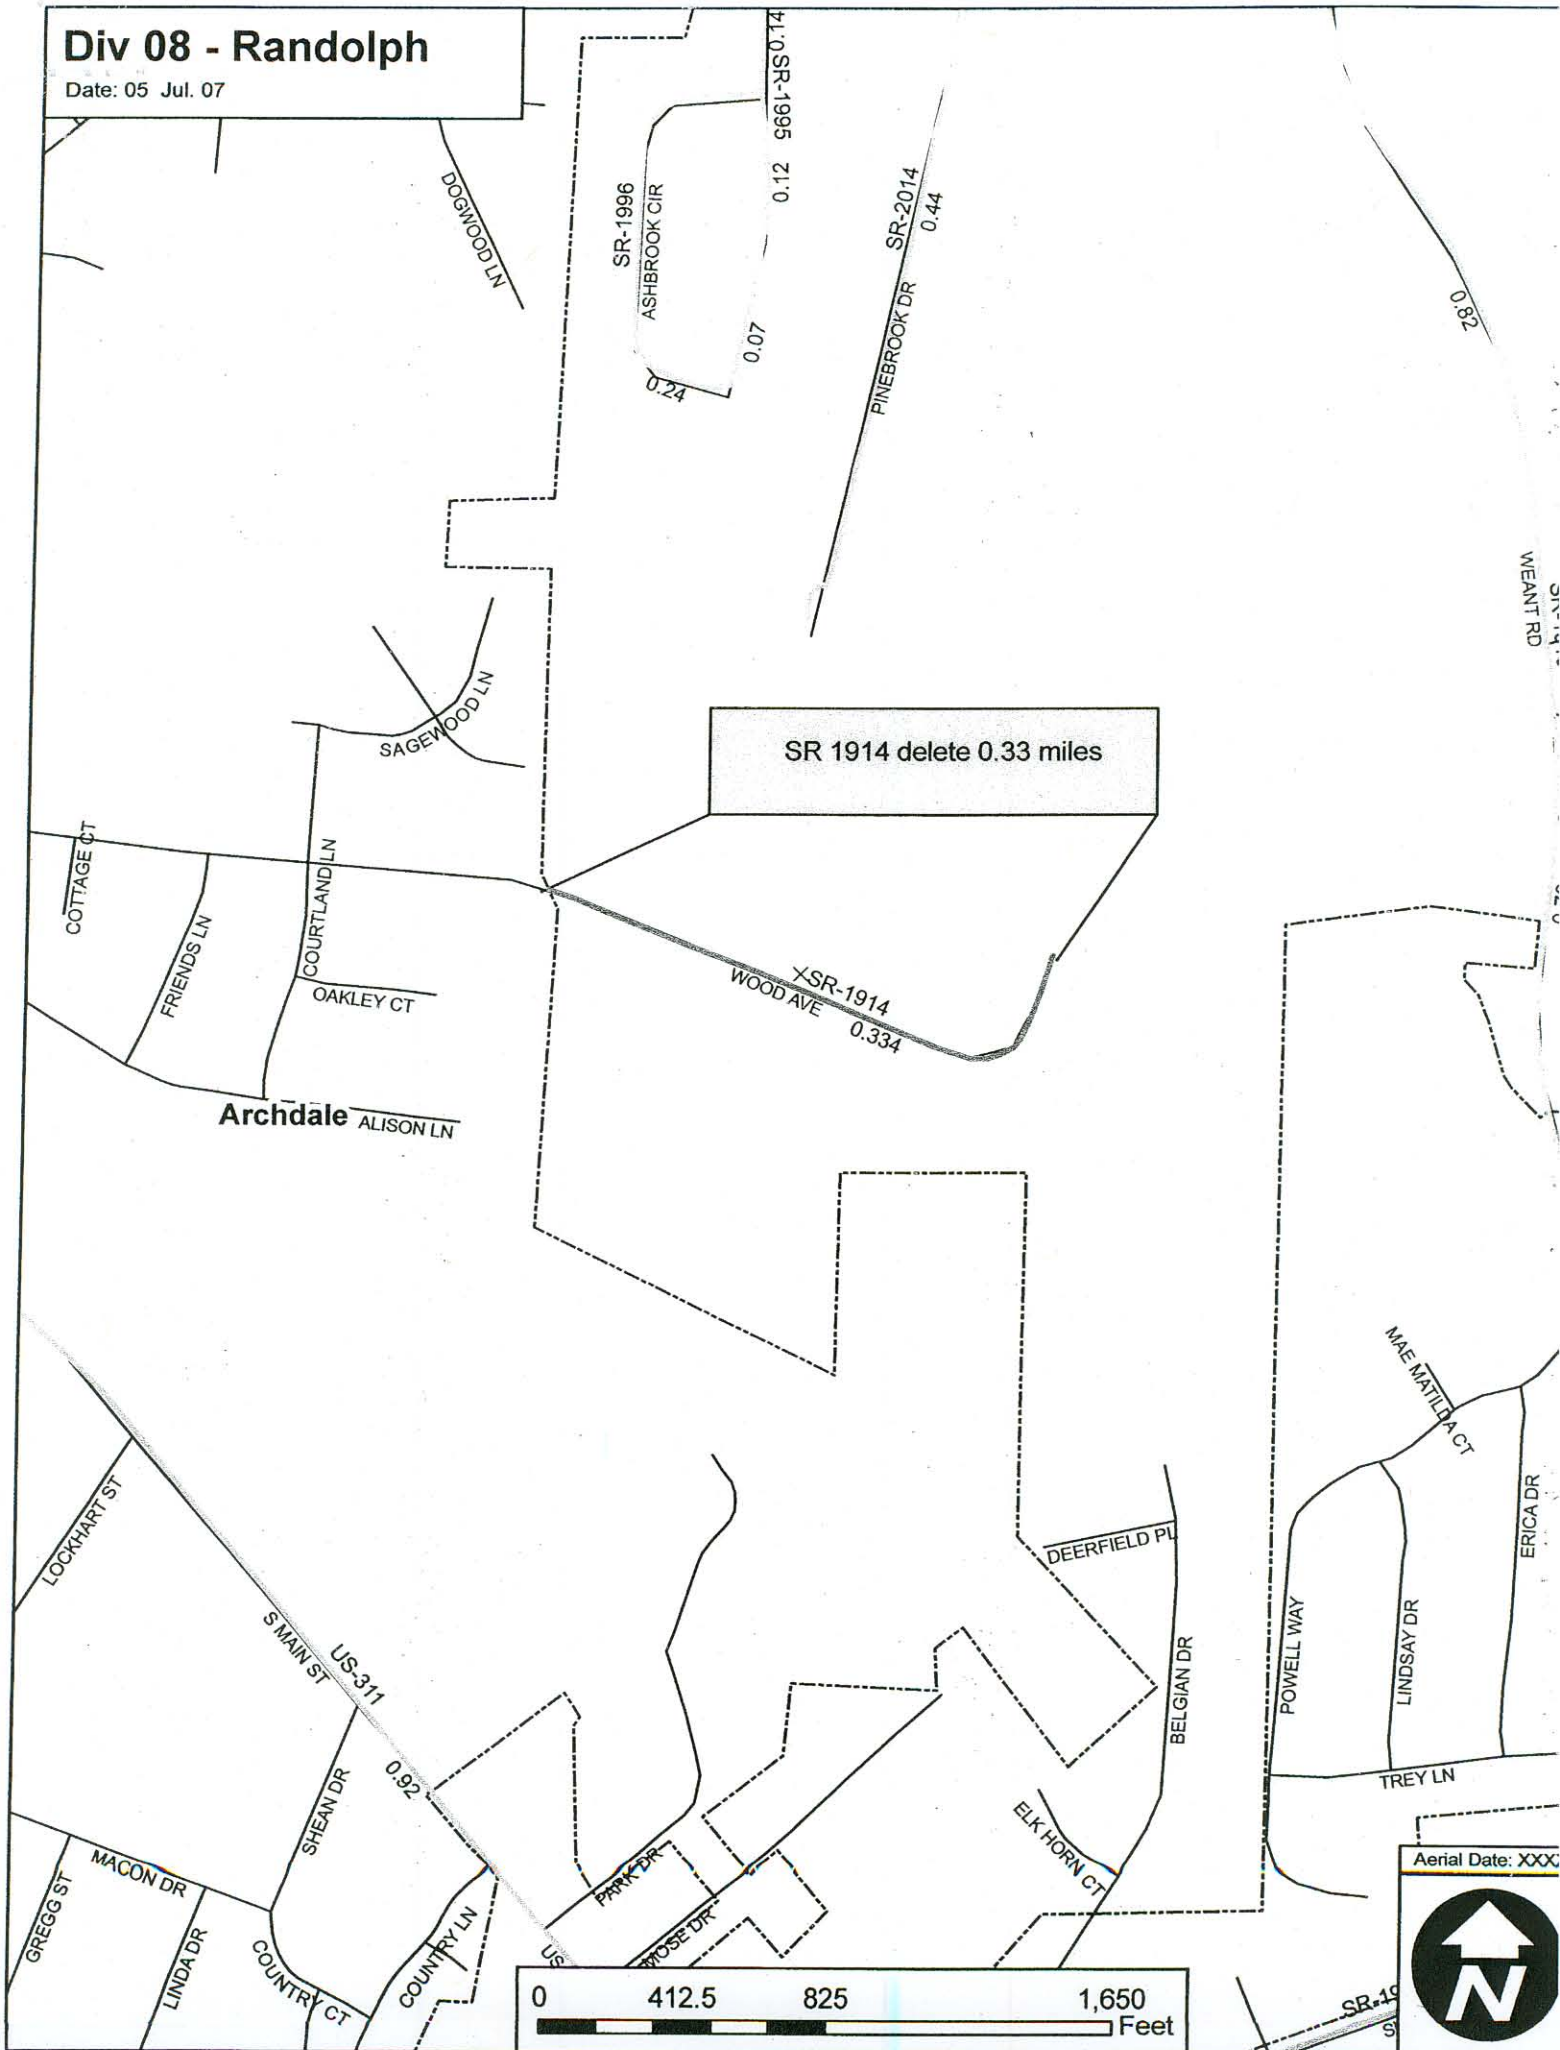 Div 08 - Randolph
Date: 05 Jul. 07
0.14
SR-1995 0.12
DOGWOOD LN
SR-1996
ASHBROOK CIR
0.07
0.24
SR-2014
0.44
PINEBROOK DR
0.82
WEANT RD
SAGEWOOD LN
SR 1914 delete 0.33 miles
COTTAGE CT
FRIENDS LN
COURTLAND LN
OAKLEY CT
WOOD AVE
SR-1914
0.334
Archdale
ALISON LN
MAE MATILDA CT
LOCKHART ST
S MAIN ST
US-311
0.92
DEERFIELD PL
BELGIAN DR
POWELL WAY
LINDSAY DR
ERICA DR
TREY LN
SHEAN DR
MACON DR
GREGG ST
LINDA DR
COUNTRY CT
COUNTRY LN
PARK DR
MOSE DR
US
ELK HORN CT
Aerial Date: XXX
N
SR-19
S
0 412.5 825 1,650
Feet